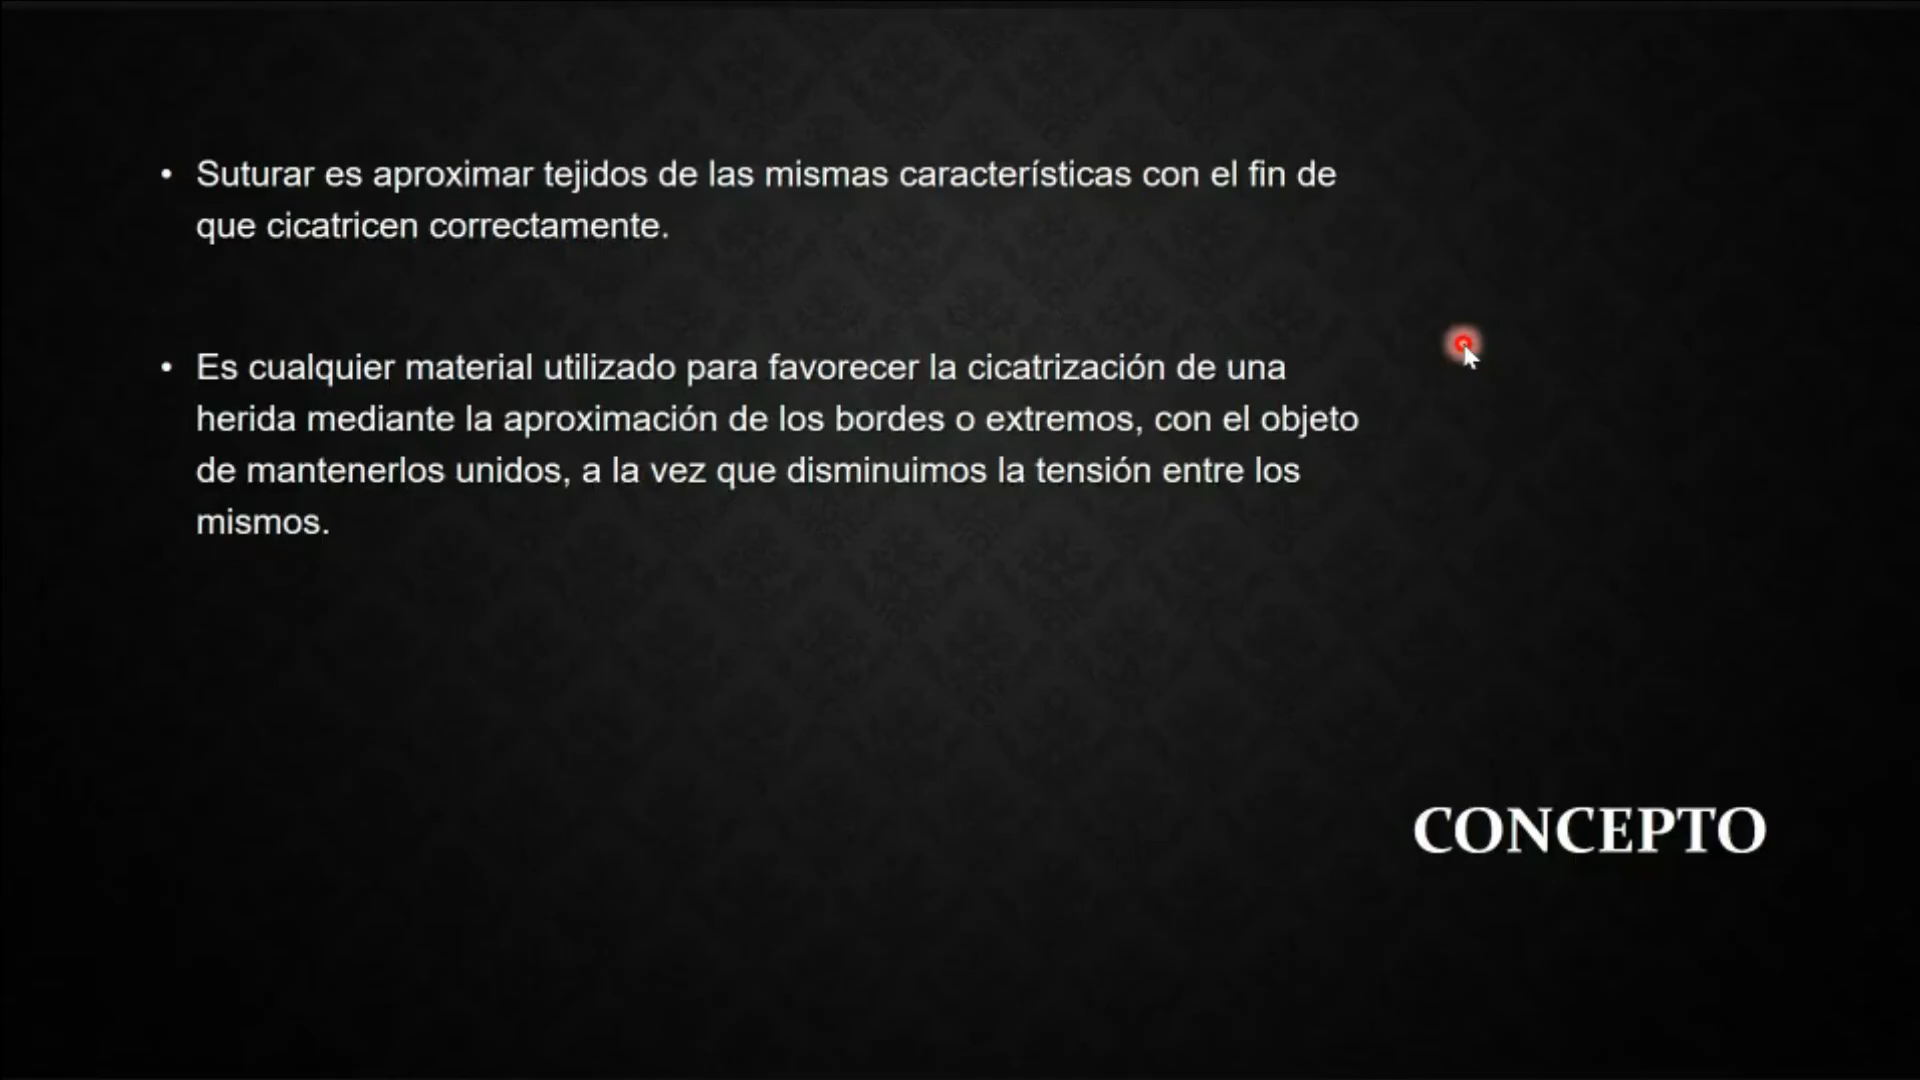 • Suturar es aproximar tejidos de las mismas características con el fin de
que cicatricen correctamente.
• Es cualquier material utilizado para favorecer la cicatrización de una
herida mediante la aproximación de los bordes o extremos, con el objeto
de mantenerlos unidos, a la vez que disminuimos la tensión entre los
mismos.
CONCEPTO